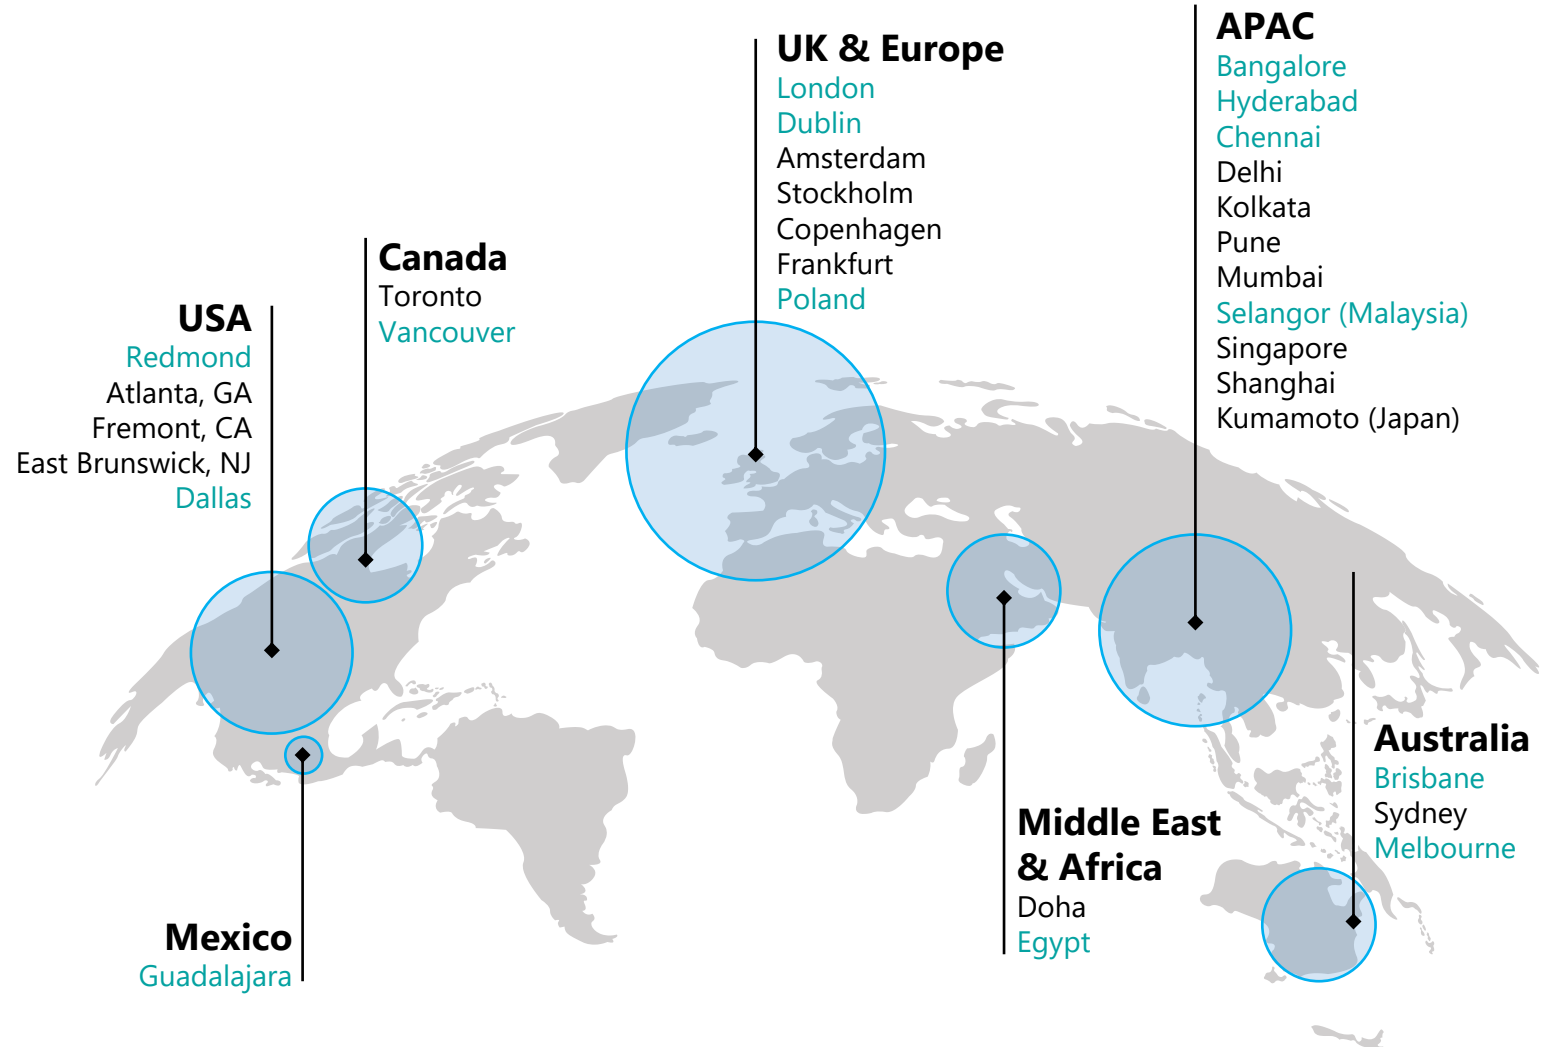 APAC
Bangalore
Hyderabad
Chennai
Delhi
Kolkata
Pune
Mumbai
Selangor (Malaysia)
Singapore
Shanghai
Kumamoto (Japan)
UK & Europe
London
Dublin
Amsterdam
Stockholm
Copenhagen
Frankfurt
Poland
Canada
Toronto
Vancouver
USA
Redmond
Atlanta, GA
Fremont, CA
East Brunswick, NJ
Dallas
Australia
Brisbane
Sydney
Melbourne
Middle East
& Africa
Doha
Egypt
Mexico
Guadalajara